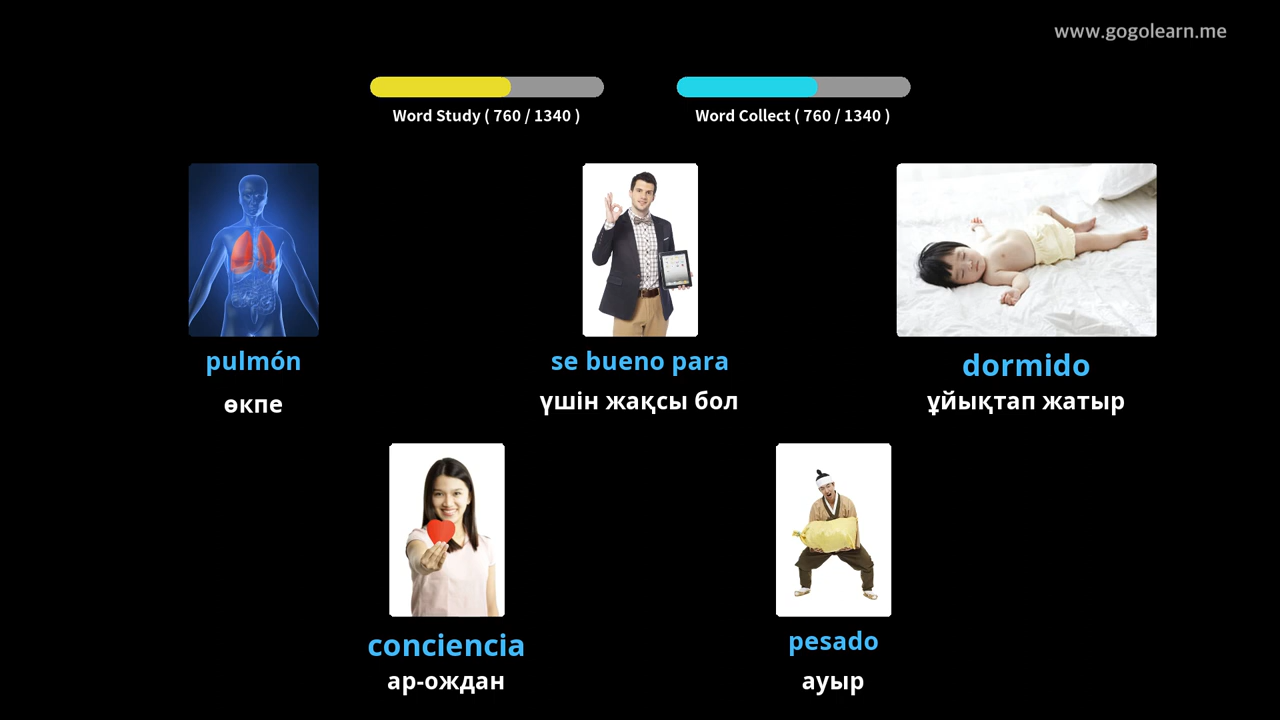 www.gogolearn.me
Word Study ( 760 / 1340 )
Word Collect ( 760 / 1340 )
pulmón
өкпе
se bueno para
үшін жақсы бол
dormido
ұйықтап жатыр
conciencia
ар-ождан
pesado
ауыр